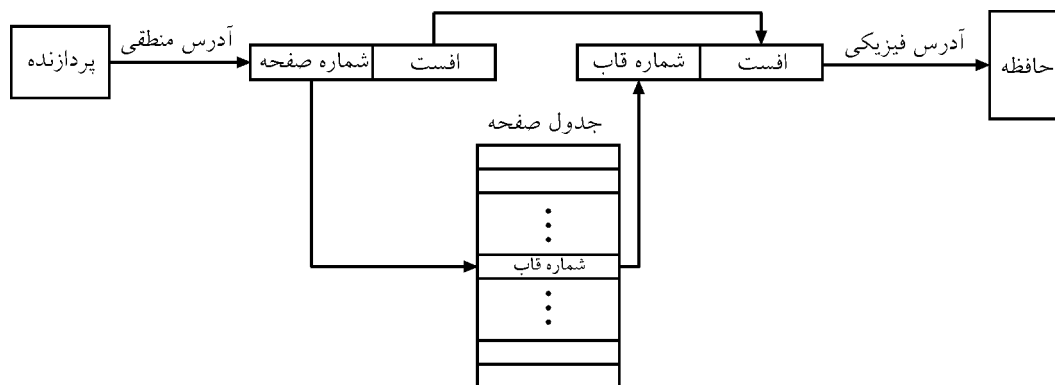 پردازنده
آدرس منطقی
شماره صفحه
افست
شماره قاب
افست
آدرس فیزیکی
حافظه
جدول صفحه
شماره قاب